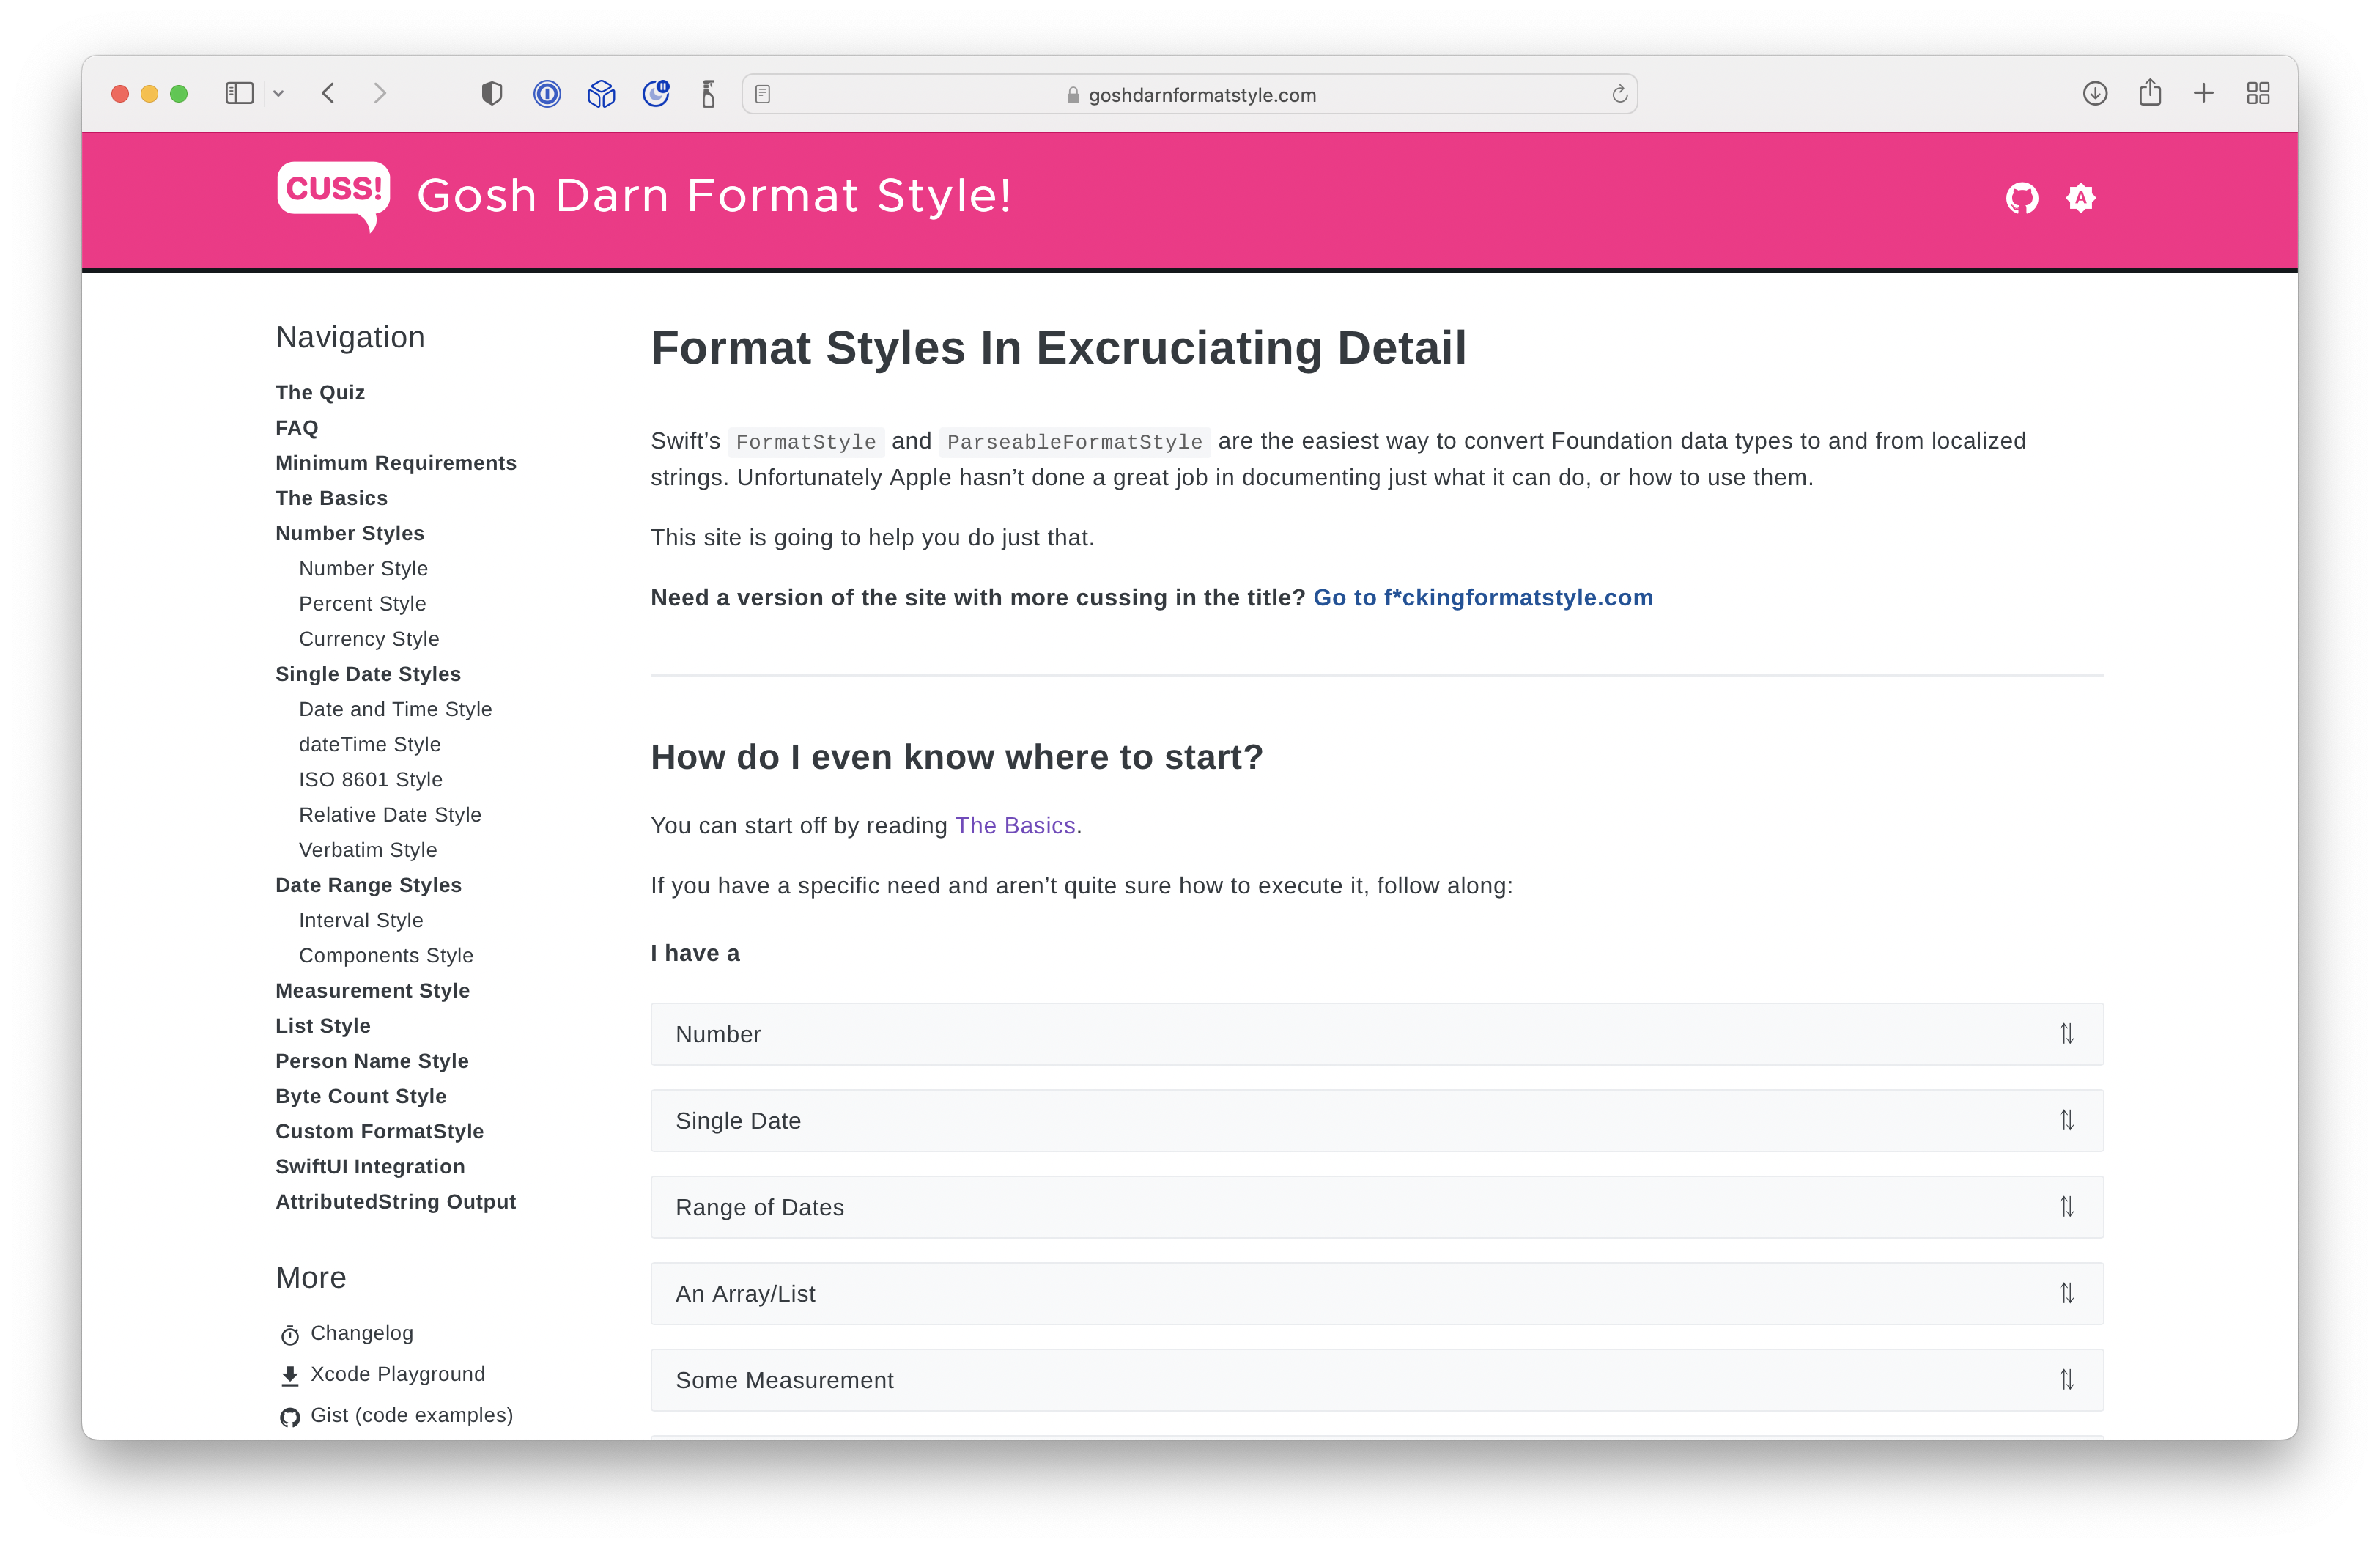 goshdarnformatstyle.com
CUSS!
Gosh Darn Format Style!
A
Navigation
The Quiz
FAQ
Minimum Requirements
The Basics
Number Styles
Number Style
Percent Style
Currency Style
Single Date Styles
Date and Time Style
dateTime Style
ISO 8601 Style
Relative Date Style
Verbatim Style
Date Range Styles
Interval Style
Components Style
Measurement Style
List Style
Person Name Style
Byte Count Style
Custom FormatStyle
SwiftUI Integration
AttributedString Output
More
Changelog
Xcode Playground
Gist (code examples)
Format Styles In Excruciating Detail
Swift’s FormatStyle and ParseableFormatStyle are the easiest way to convert Foundation data types to and from localized
strings. Unfortunately Apple hasn’t done a great job in documenting just what it can do, or how to use them.
This site is going to help you do just that.
Need a version of the site with more cussing in the title? Go to f*ckingformatstyle.com
How do I even know where to start?
You can start off by reading The Basics.
If you have a specific need and aren’t quite sure how to execute it, follow along:
I have a
Number
Single Date
Range of Dates
An Array/List
Some Measurement